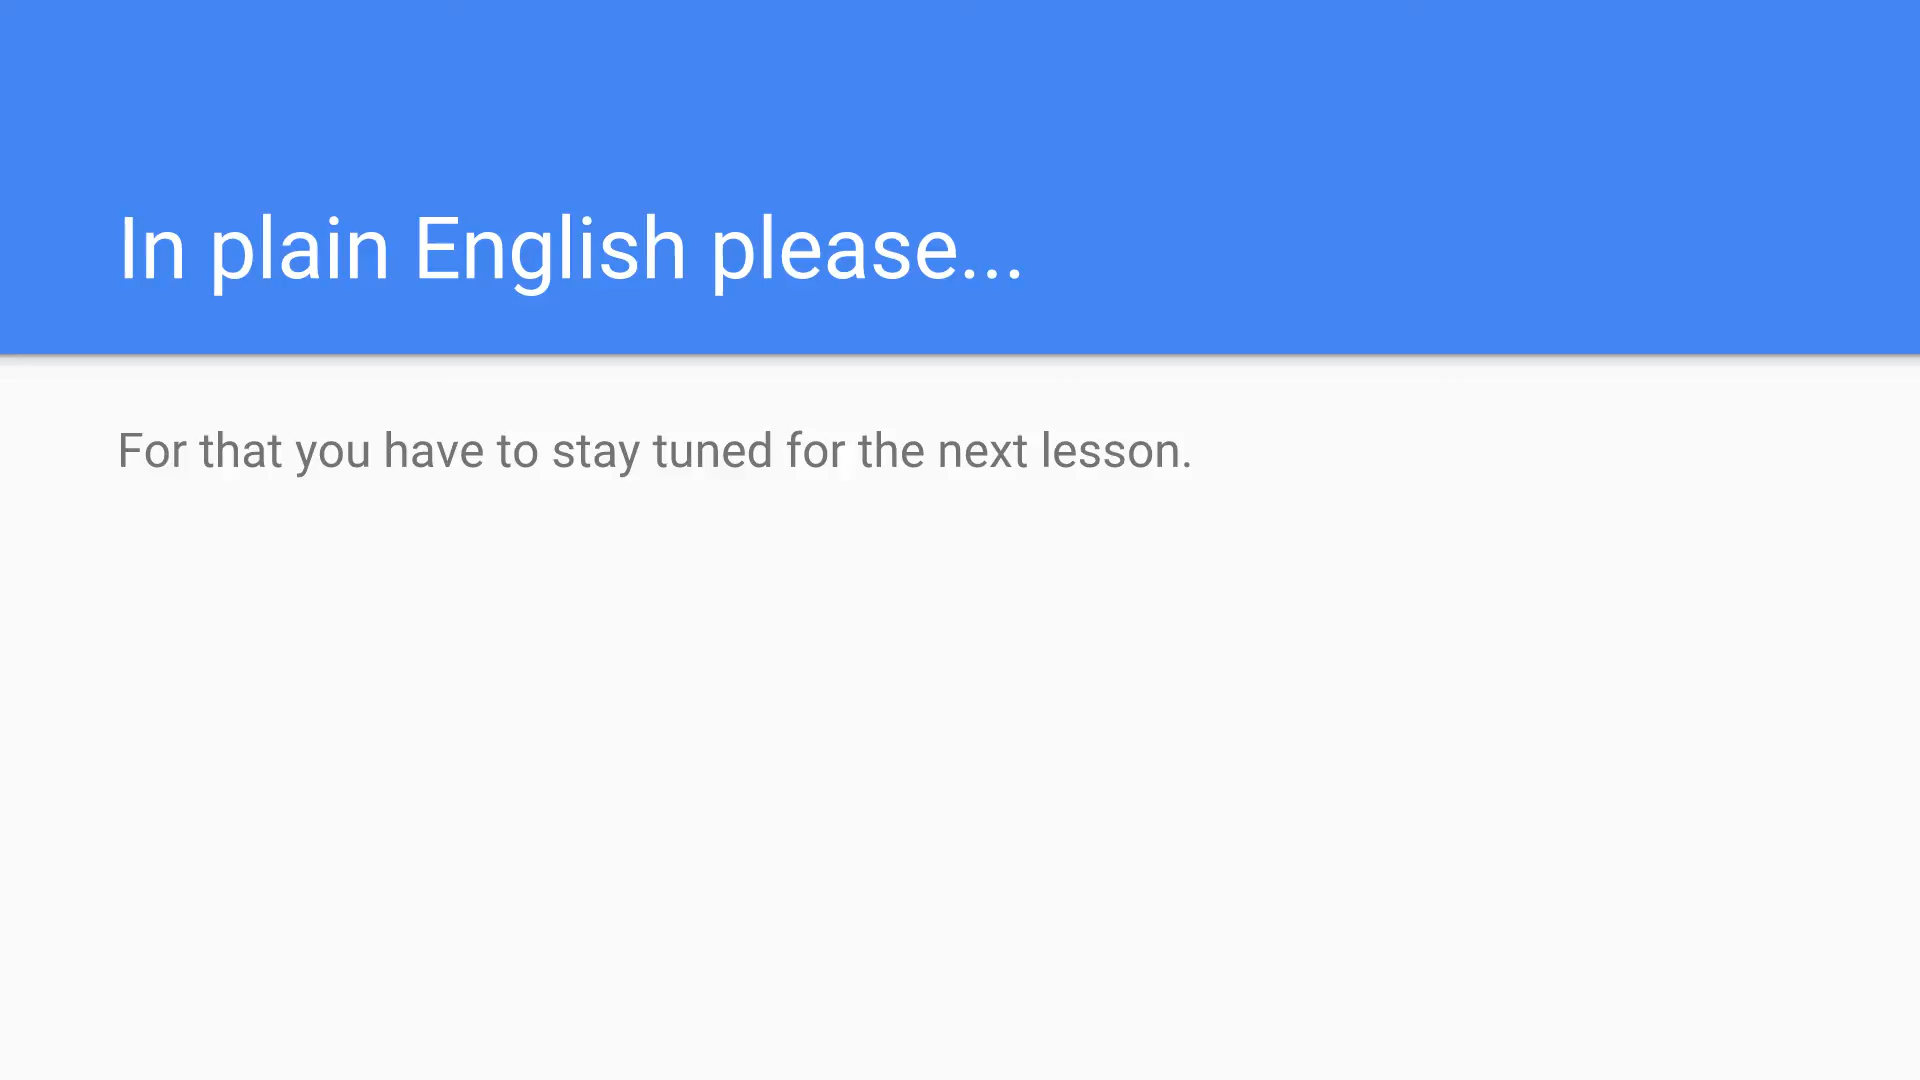 In plain English please...
For that you have to stay tuned for the next lesson.